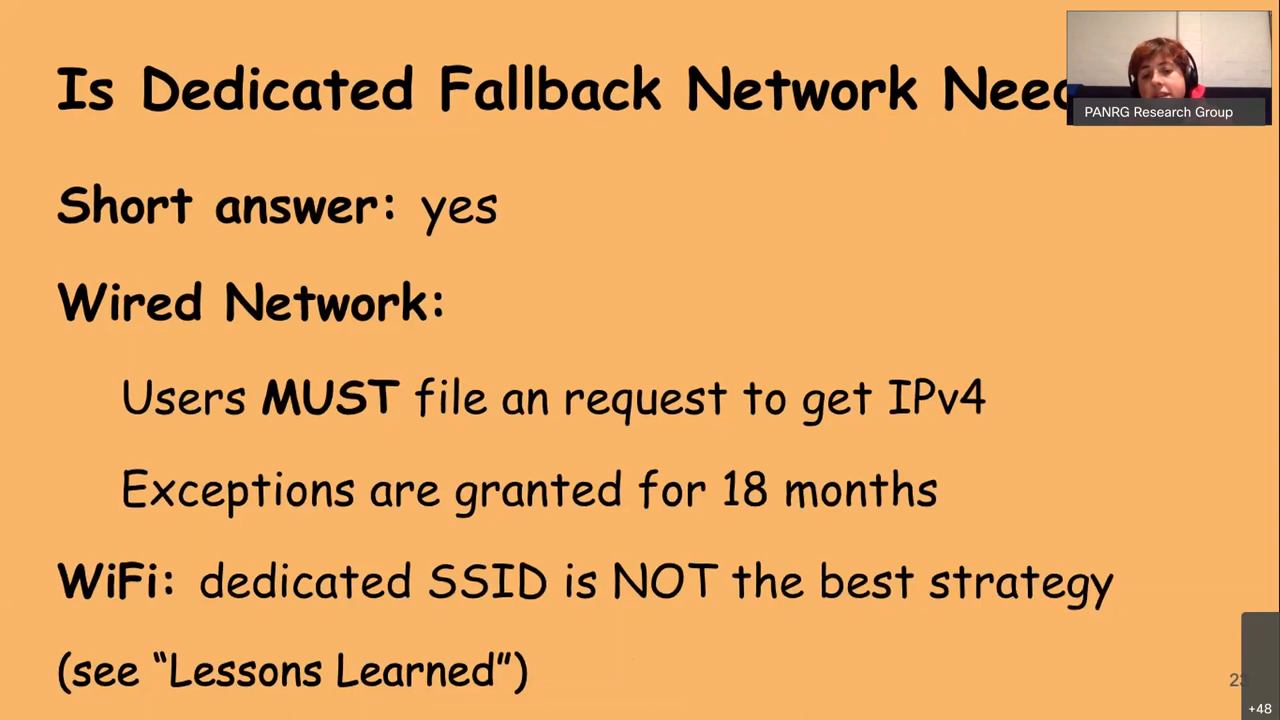 Is Dedicated Fallback Network
PANRG Research Group
Short answer: yes
Wired Network:
Users MUST file an request to get IPv4
Exceptions are granted for 18 months
WiFi: dedicated SSID is NOT the best strategy
(see “Lessons Learned”)
+48